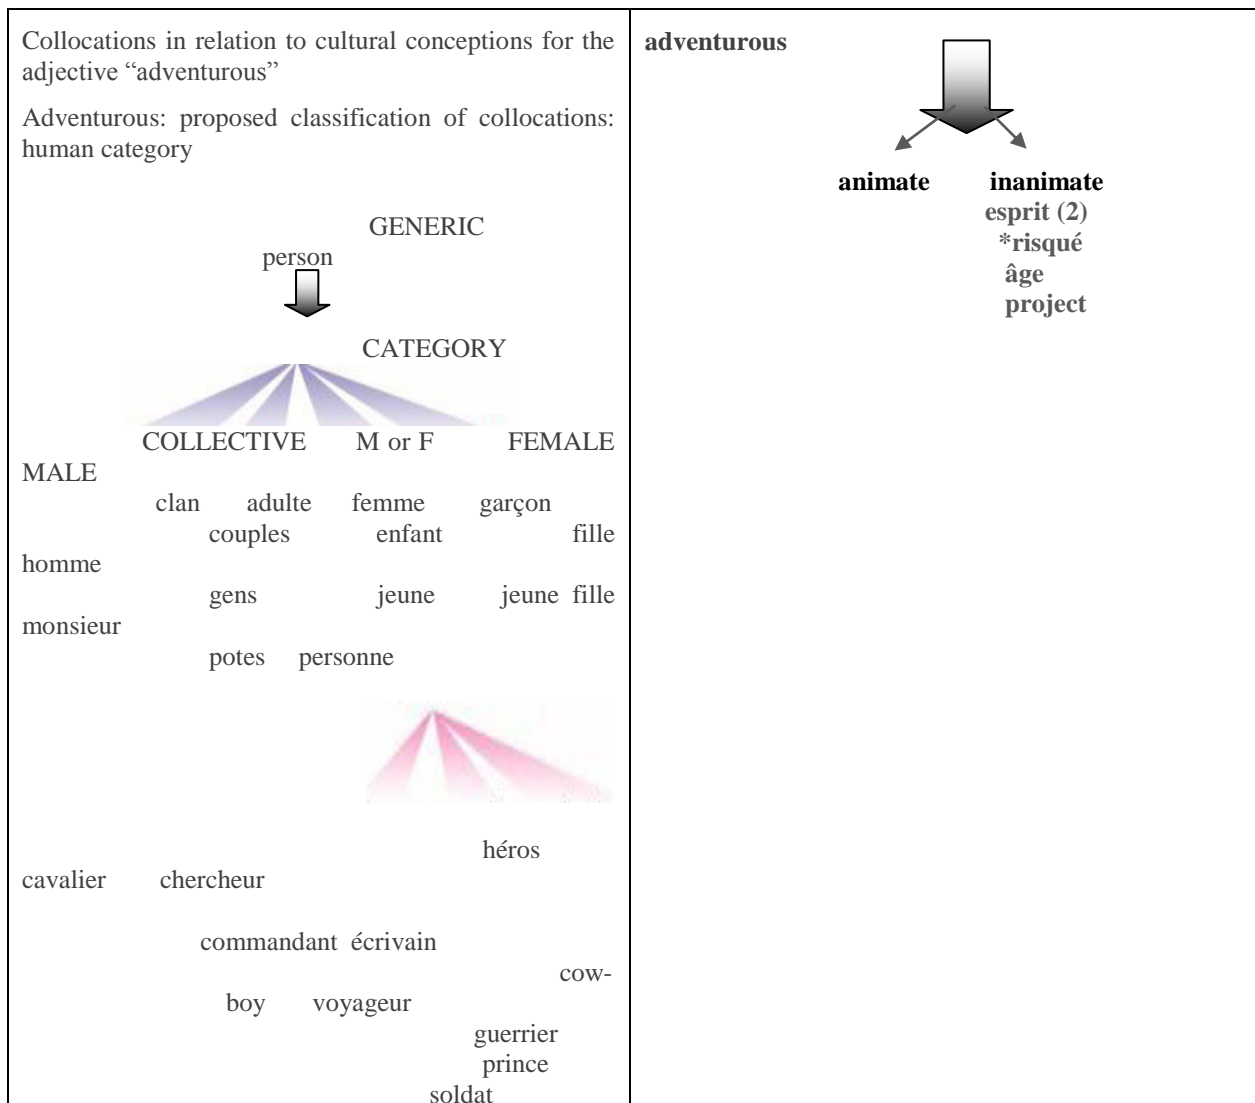 Collocations in relation to cultural conceptions for the
adjective “adventurous”
Adventurous: proposed classification of collocations:
human category
GENERIC
person
CATEGORY
COLLECTIVE M or F FEMALE
MALE
clan adulte femme garçon
couples enfant fille
homme
gens jeune jeune fille
monsieur
potes personne
héros
cavalier chercheur
commandant écrivain
cow-
boy voyageur
guerrier
prince
soldat
adventurous
animate inanimate
esprit (2)
*risqué
âge
project